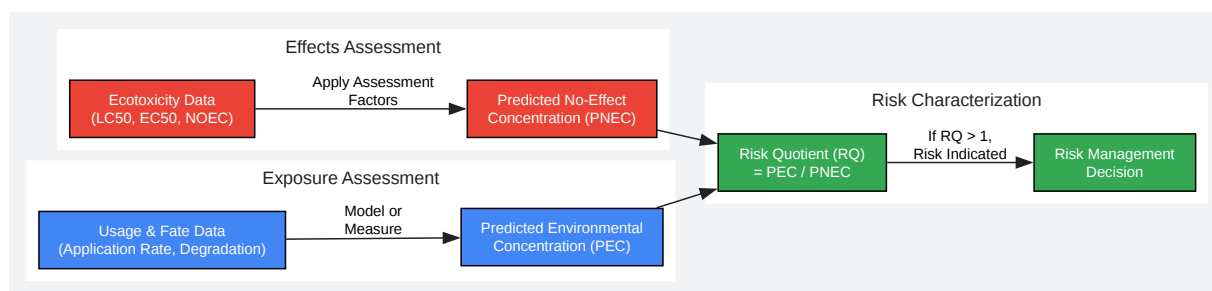 Effects Assessment
Ecotoxicity Data
(LC50, EC50, NOEC)
Apply Assessment
Factors
Predicted No-Effect
Concentration (PNEC)
Exposure Assessment
Usage & Fate Data
(Application Rate, Degradation)
Model or
Measure
Predicted Environmental
Concentration (PEC)
Risk Characterization
Risk Quotient (RQ)
= PEC / PNEC
If RQ > 1,
Risk Indicated
Risk Management
Decision